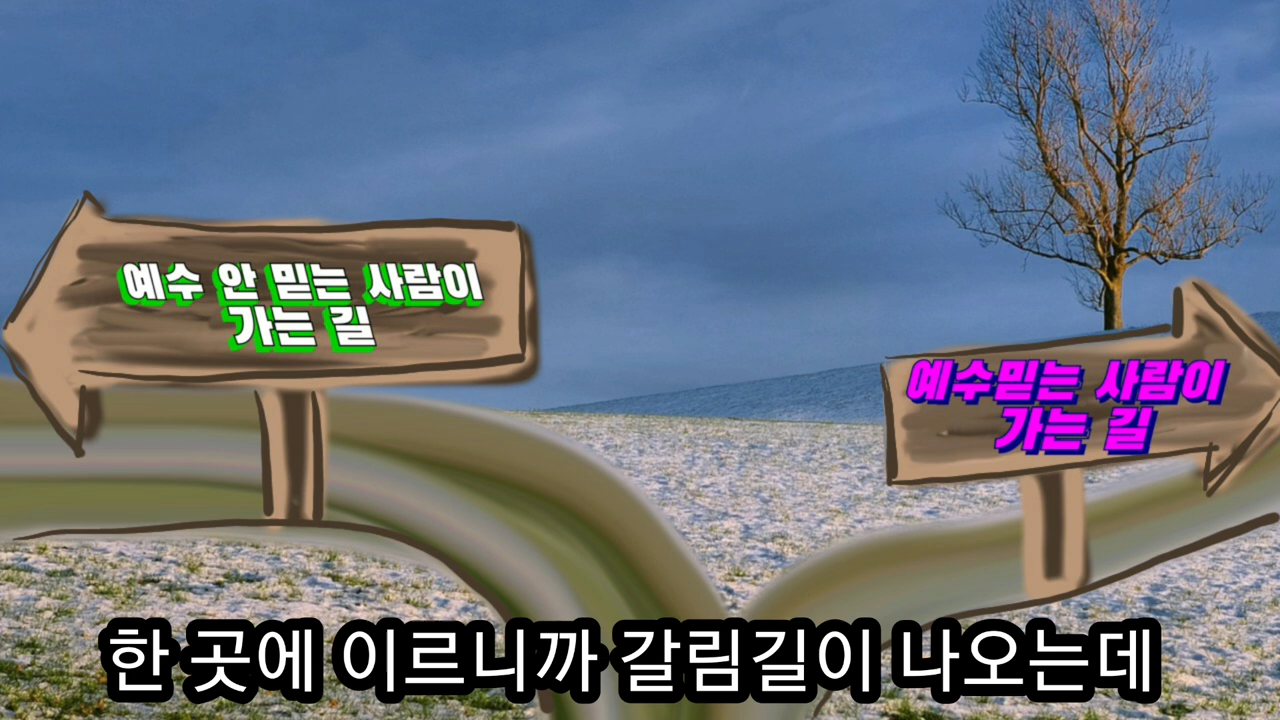 예수 안 믿는 사람이
가는 길
예수믿는 사람이
가는 길
한 곳에 이르니까 갈림길이 나오는데